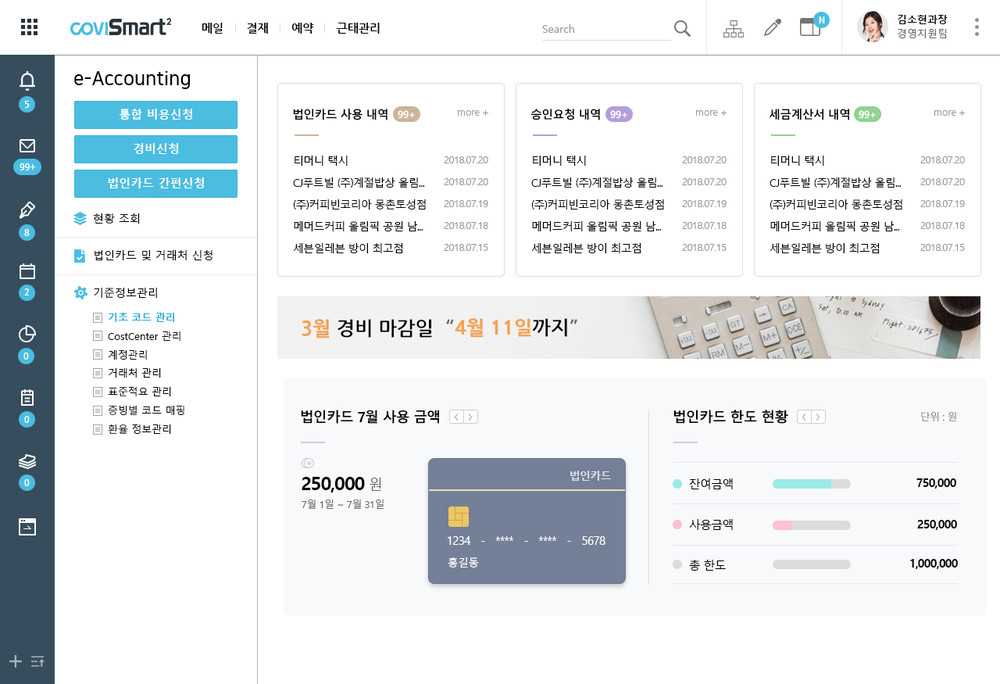 coviSmart²
메일
결재
예약
근태관리
Search
N
김소현과장
경영지원팀
5
99+
8
2
0
0
0
e-Accounting
통합 비용신청
경비신청
법인카드 간편신청
현황 조회
법인카드 및 거래처 신청
기준정보관리
기초 코드 관리
CostCenter 관리
계정관리
거래처 관리
표준적요 관리
증빙별 코드 매핑
환율 정보관리
법인카드 사용 내역 99+ more +
티머니 택시 2018.07.20
CJ푸드빌 (주)계절밥상 올림... 2018.07.20
(주)커피빈코리아 몽촌토성점 2018.07.19
메머드커피 올림픽 공원 남... 2018.07.18
세븐일레븐 방이 최고점 2018.07.15
승인요청 내역 99+ more +
티머니 택시 2018.07.20
CJ푸드빌 (주)계절밥상 올림... 2018.07.20
(주)커피빈코리아 몽촌토성점 2018.07.19
메머드커피 올림픽 공원 남... 2018.07.18
세븐일레븐 방이 최고점 2018.07.15
세금계산서 내역 99+ more +
티머니 택시 2018.07.20
CJ푸드빌 (주)계절밥상 올림... 2018.07.20
(주)커피빈코리아 몽촌토성점 2018.07.19
메머드커피 올림픽 공원 남... 2018.07.18
세븐일레븐 방이 최고점 2018.07.15
3월 경비 마감일 “4월 11일까지”
법인카드 7월 사용 금액 < >
250,000 원
7월 1일 ~ 7월 31일
법인카드
1234 - **** - **** - 5678
홍길동
법인카드 한도 현황 < >
단위 : 원
잔여금액 750,000
사용금액 250,000
총 한도 1,000,000